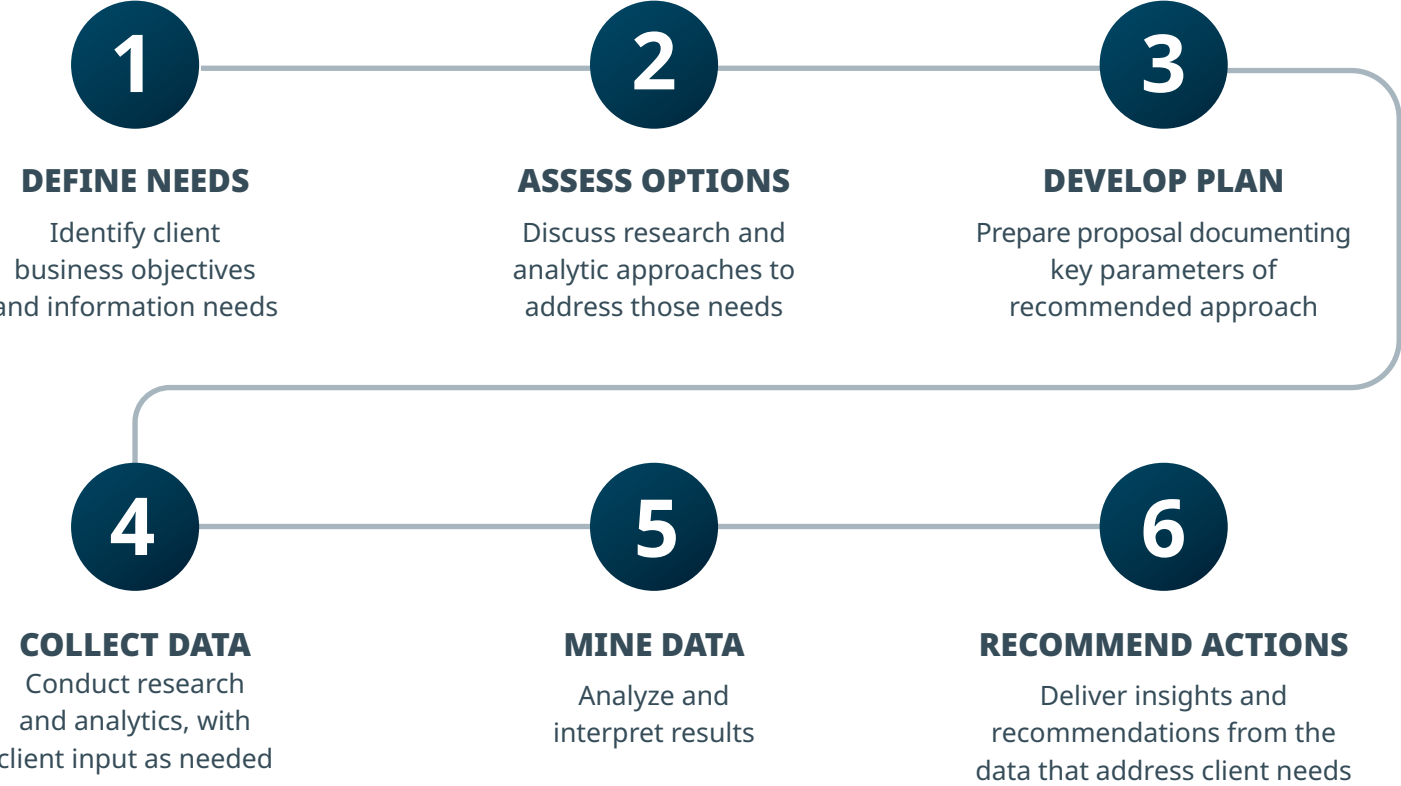 1
2
3
DEFINE NEEDS
Identify client
business objectives
and information needs
ASSESS OPTIONS
Discuss research and
analytic approaches to
address those needs
DEVELOP PLAN
Prepare proposal documenting
key parameters of
recommended approach
4
5
6
COLLECT DATA
Conduct research
and analytics, with
client input as needed
MINE DATA
Analyze and
interpret results
RECOMMEND ACTIONS
Deliver insights and
recommendations from the
data that address client needs